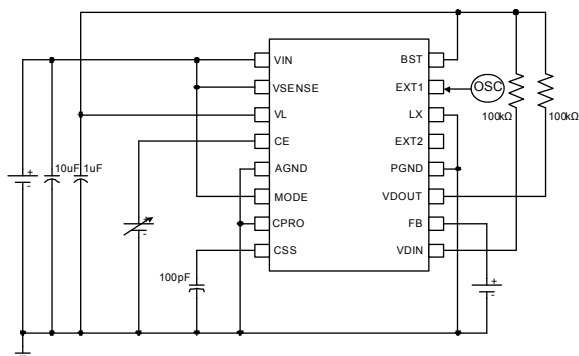 VIN
VSENSE
VL
CE
AGND
MODE
CPRO
CSS
BST
EXT1
LX
EXT2
PGND
VDOUT
FB
VDIN
OSC
100kΩ
100kΩ
10uF
1uF
100pF
+
-
+
-
+
-